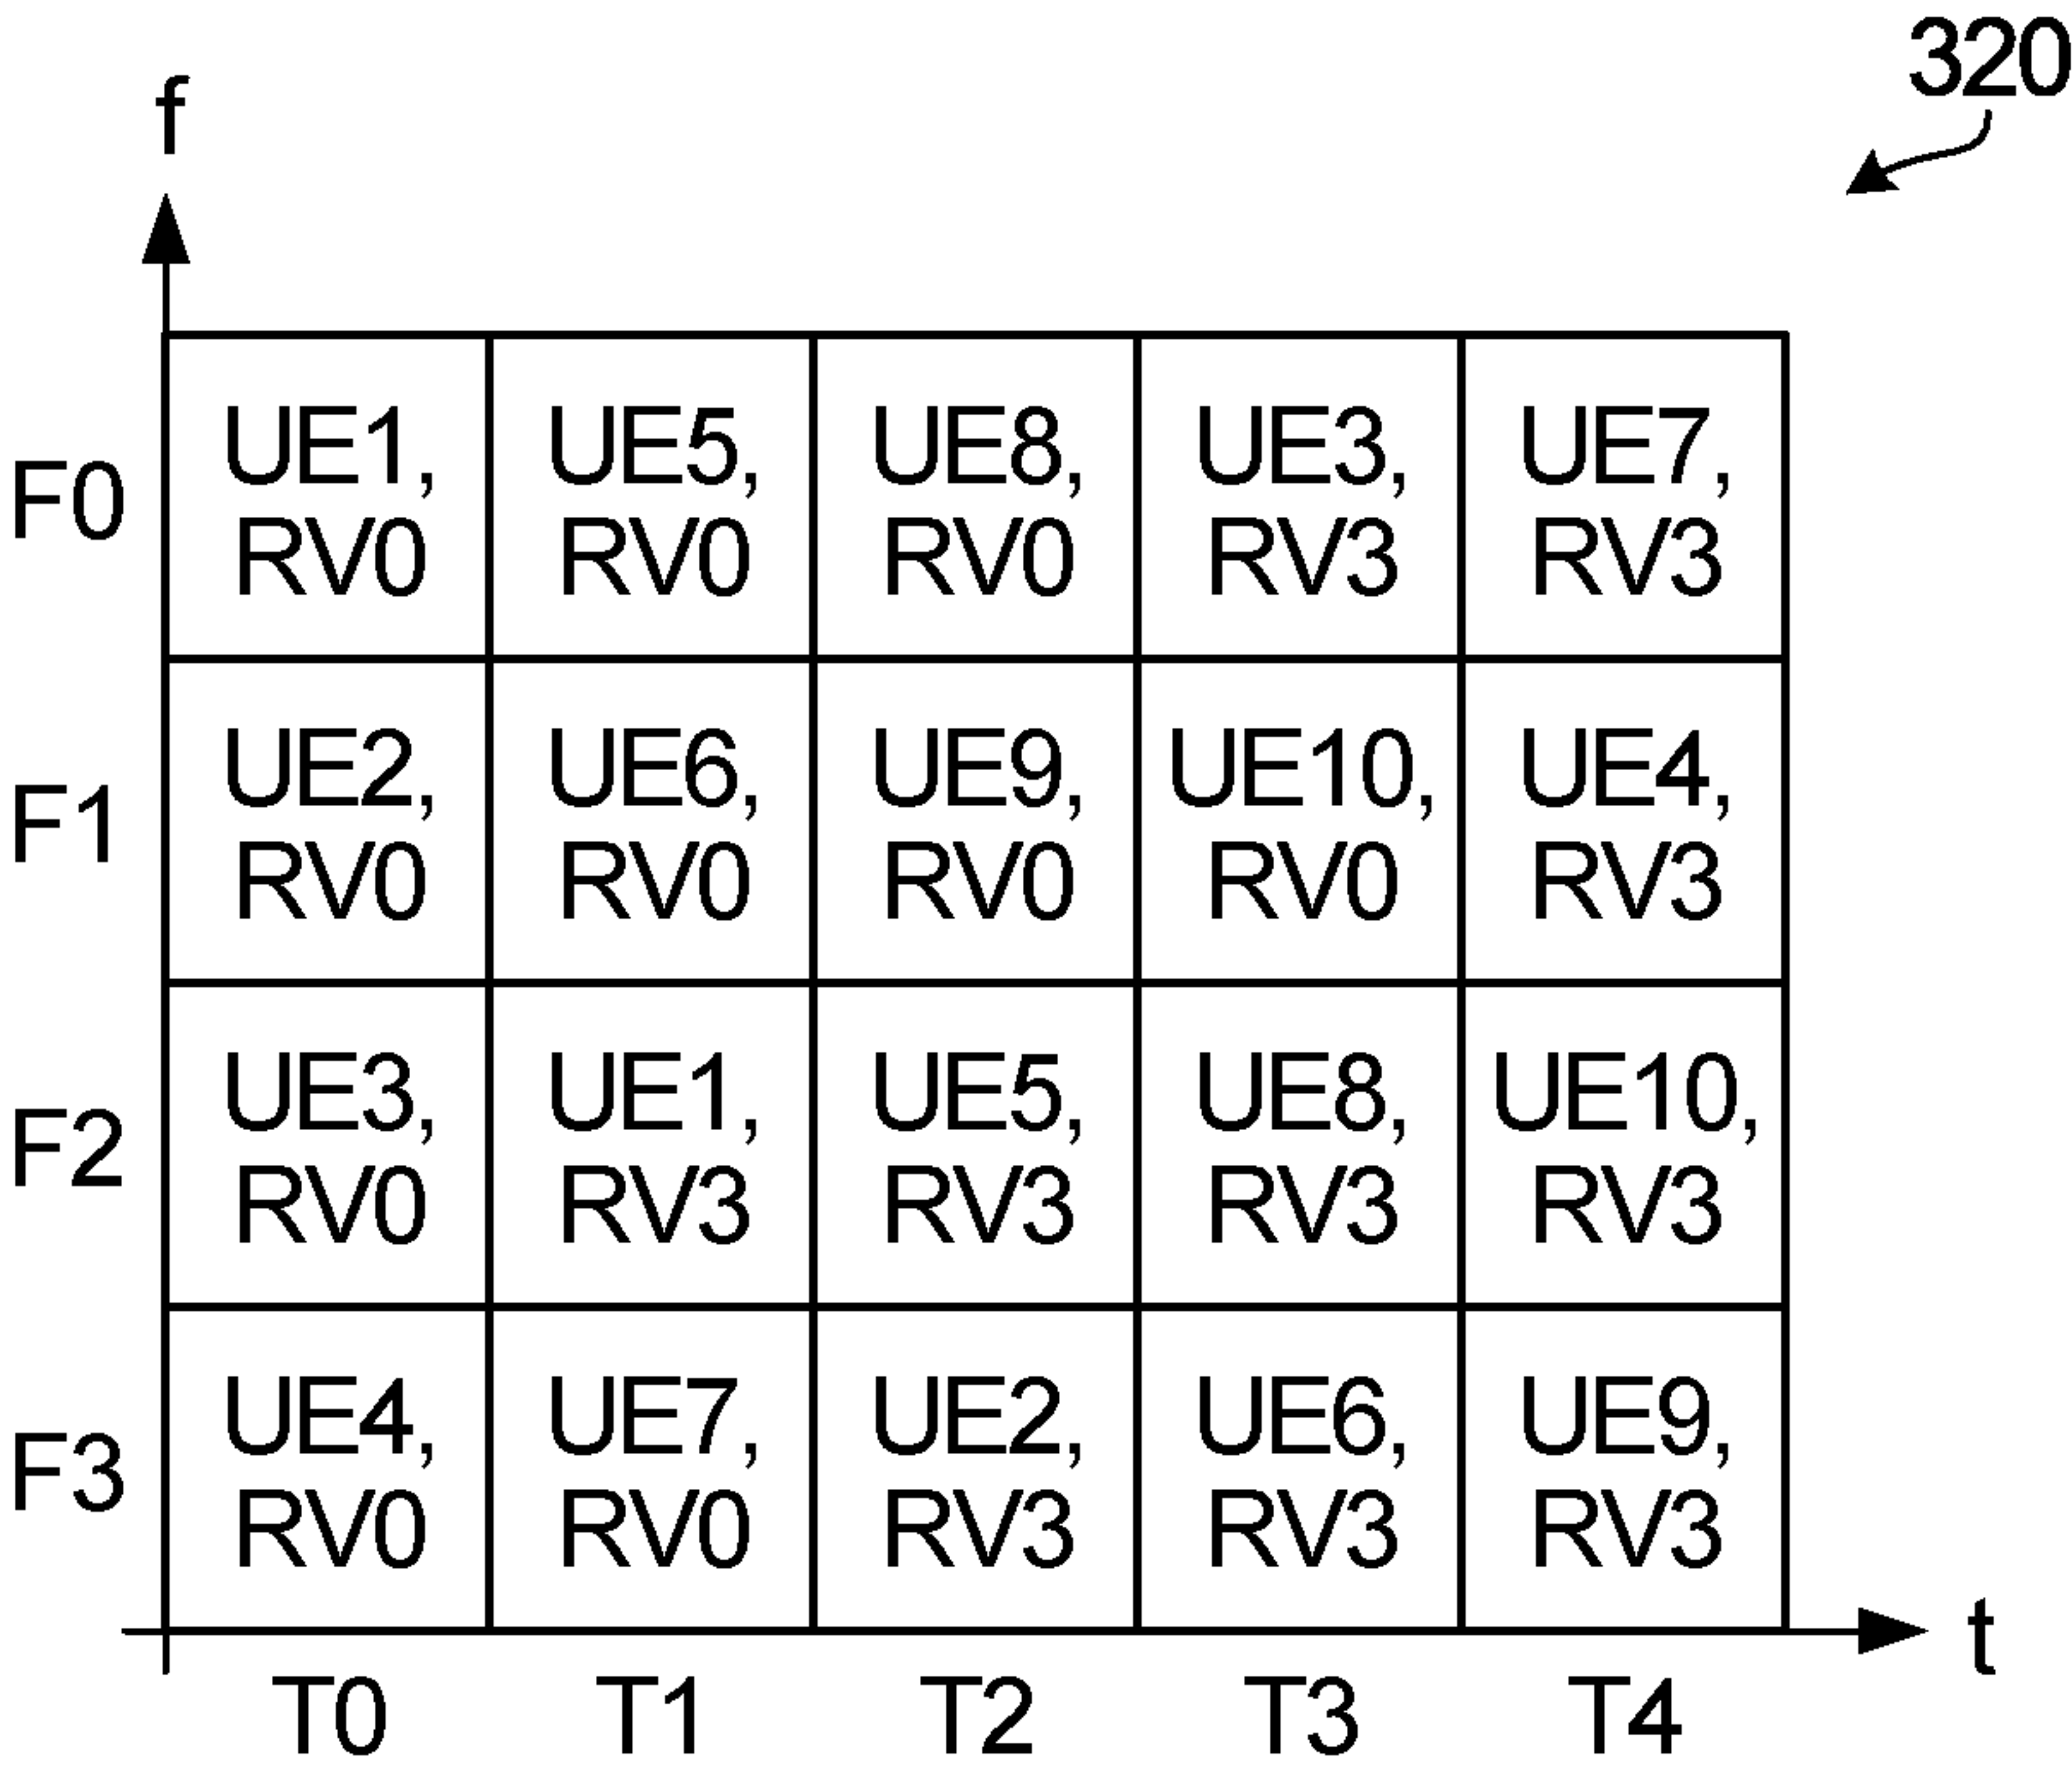 320
f
F0
UE1,
RV0
UE5,
RV0
UE8,
RV0
UE3,
RV3
UE7,
RV3
F1
UE2,
RV0
UE6,
RV0
UE9,
RV0
UE10,
RV0
UE4,
RV3
F2
UE3,
RV0
UE1,
RV3
UE5,
RV3
UE8,
RV3
UE10,
RV3
F3
UE4,
RV0
UE7,
RV0
UE2,
RV3
UE6,
RV3
UE9,
RV3
t
T0
T1
T2
T3
T4